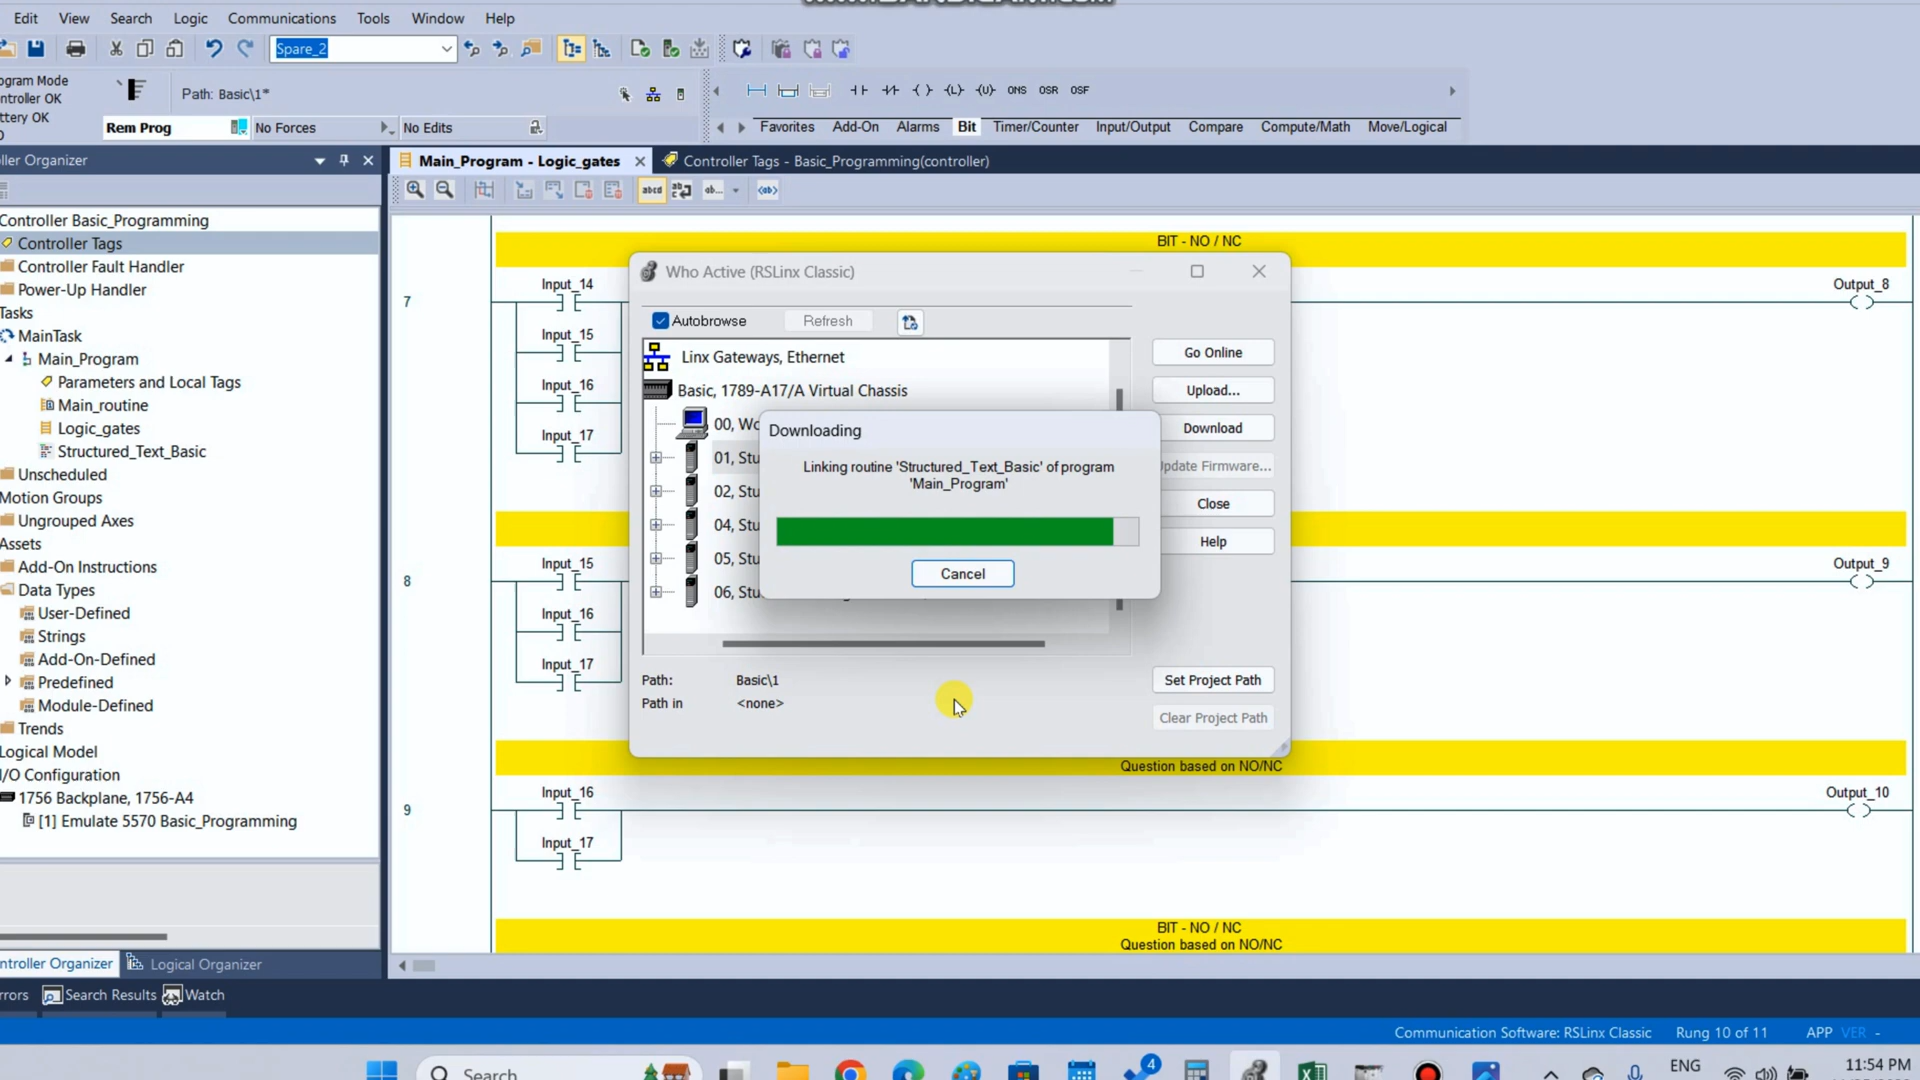 Edit View Search Logic Communications Tools Window Help
Spare_2
ogram Mode
ontroller OK
ttery OK
Path: Basic\1*
Rem Prog No Forces No Edits
ONS OSR OSF
Favorites Add-On Alarms Bit Timer/Counter Input/Output Compare Compute/Math Move/Logical
ller Organizer
Main_Program - Logic_gates
Controller Tags - Basic_Programming(controller)
abcd ab... <ab>
Controller Basic_Programming
Controller Tags
Controller Fault Handler
Power-Up Handler
Tasks
MainTask
Main_Program
Parameters and Local Tags
Main_routine
Logic_gates
Structured_Text_Basic
Unscheduled
Motion Groups
Ungrouped Axes
Assets
Add-On Instructions
Data Types
User-Defined
Strings
Add-On-Defined
Predefined
Module-Defined
Trends
Logical Model
I/O Configuration
1756 Backplane, 1756-A4
[1] Emulate 5570 Basic_Programming
ntroller Organizer Logical Organizer
rrors Search Results Watch
BIT - NO / NC
7 Input_14 Output_8
Input_15
Input_16
Input_17
8 Input_15 Output_9
Input_16
Input_17
Question based on NO/NC
9 Input_16 Output_10
Input_17
BIT - NO / NC
Question based on NO/NC
Who Active (RSLinx Classic)
Autobrowse Refresh
Linx Gateways, Ethernet
Basic, 1789-A17/A Virtual Chassis
00, Wo
01, Stu
02, Stu
04, Stu
05, Stu
06, Stu
Go Online
Upload...
Download
pdate Firmware...
Close
Help
Set Project Path
Clear Project Path
Path: Basic\1
Path in <none>
Downloading
Linking routine 'Structured_Text_Basic' of program
'Main_Program'
Cancel
Communication Software: RSLinx Classic Rung 10 of 11 APP VER -
Search 4 ENG 11:54 PM